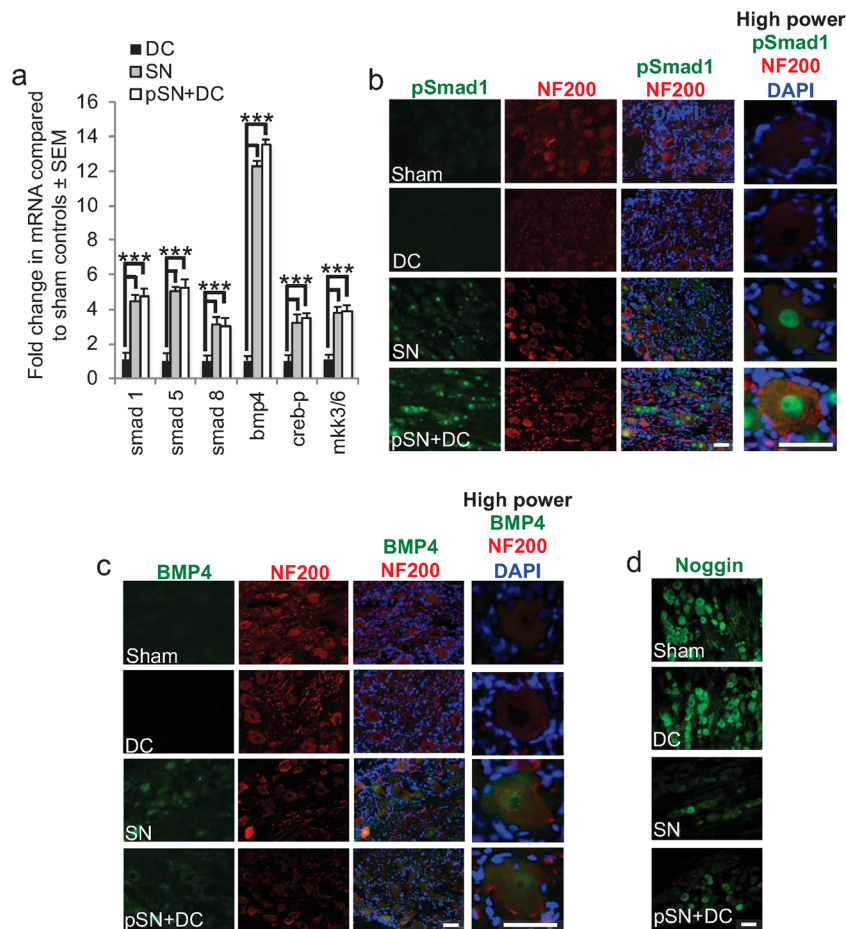 a
DC
SN
pSN+DC
Fold change in mRNA compared
to sham controls ± SEM
16
14
12
10
8
6
4
2
0
***
***
***
***
***
***
smad 1
smad 5
smad 8
bmp4
creb-p
mkk3/6
b
pSmad1
NF200
pSmad1
NF200
DAPI
High power
pSmad1
NF200
DAPI
Sham
DC
SN
pSN+DC
c
BMP4
NF200
BMP4
NF200
High power
BMP4
NF200
DAPI
Sham
DC
SN
pSN+DC
d
Noggin
Sham
DC
SN
pSN+DC